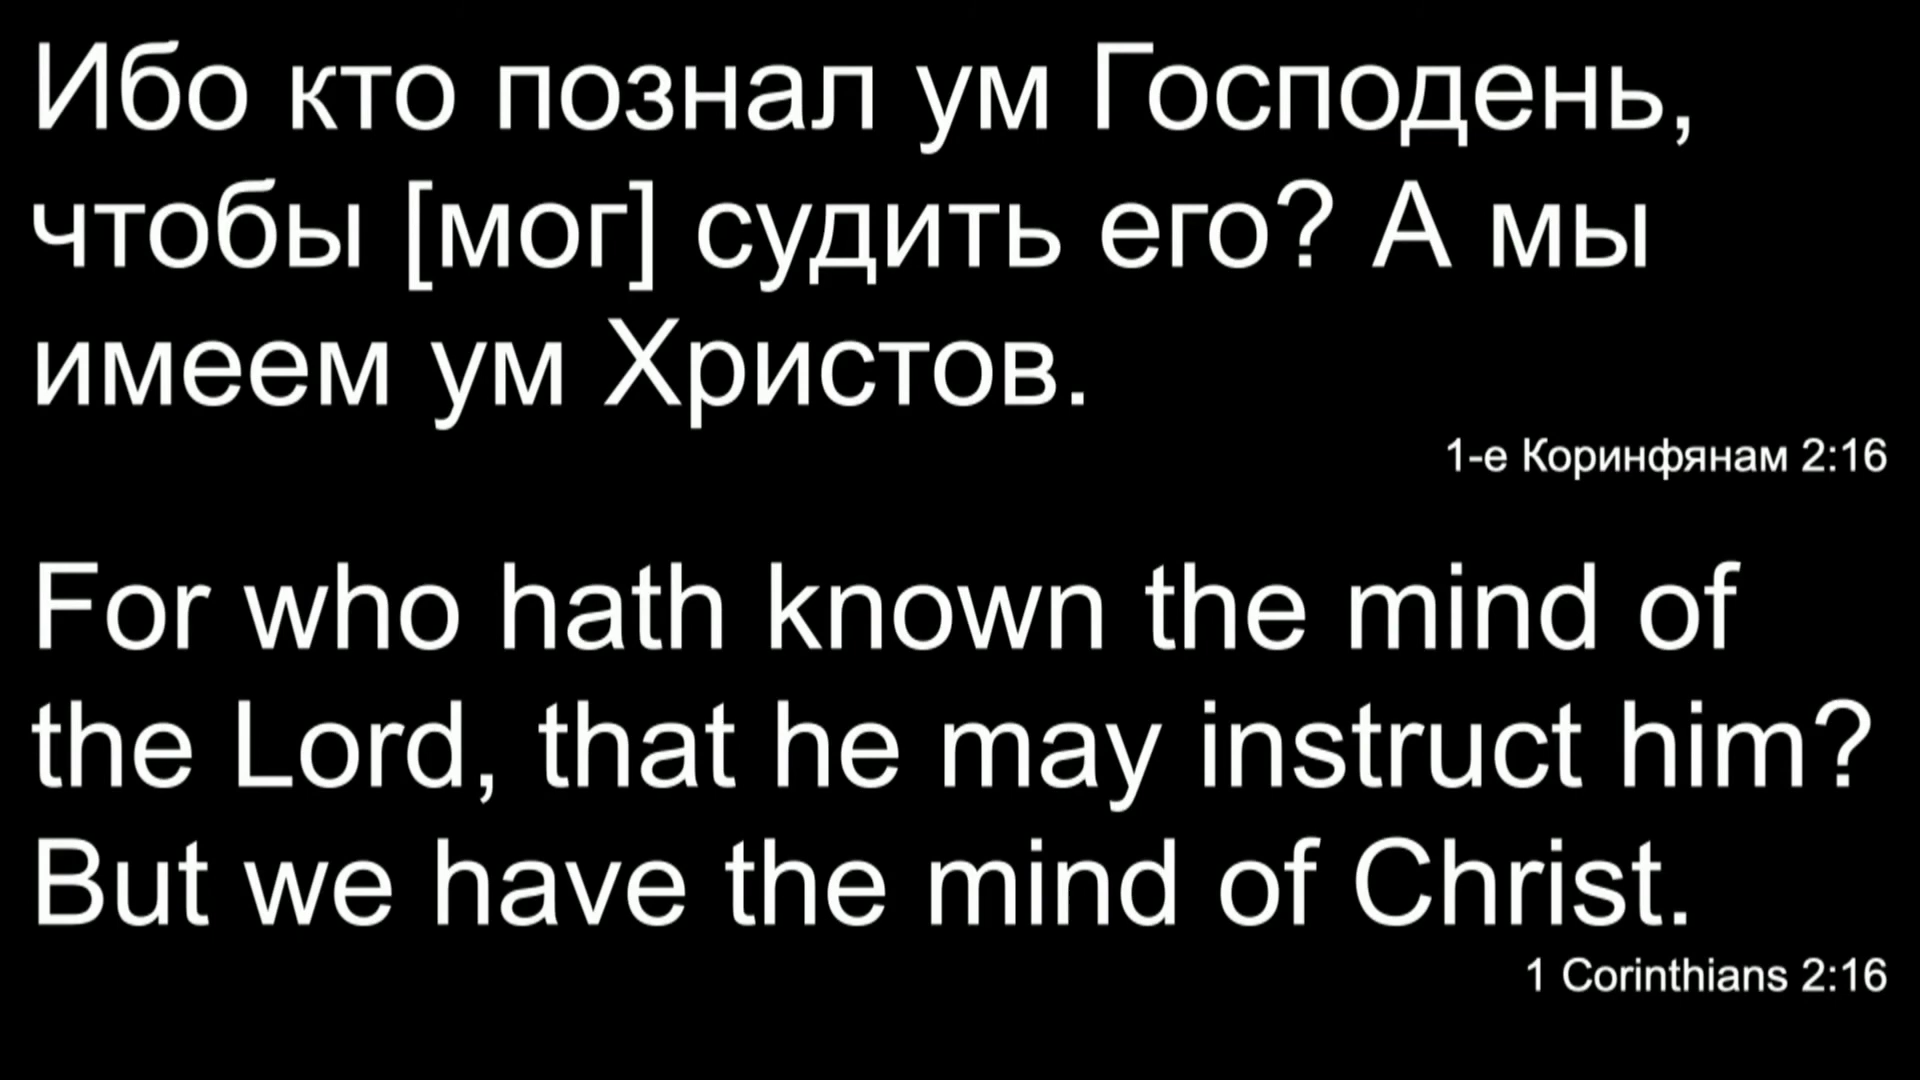 Ибо кто познал ум Господень,
чтобы [мог] судить его? А мы
имеем ум Христов.
1-е Коринфянам 2:16
For who hath known the mind of
the Lord, that he may instruct him?
But we have the mind of Christ.
1 Corinthians 2:16